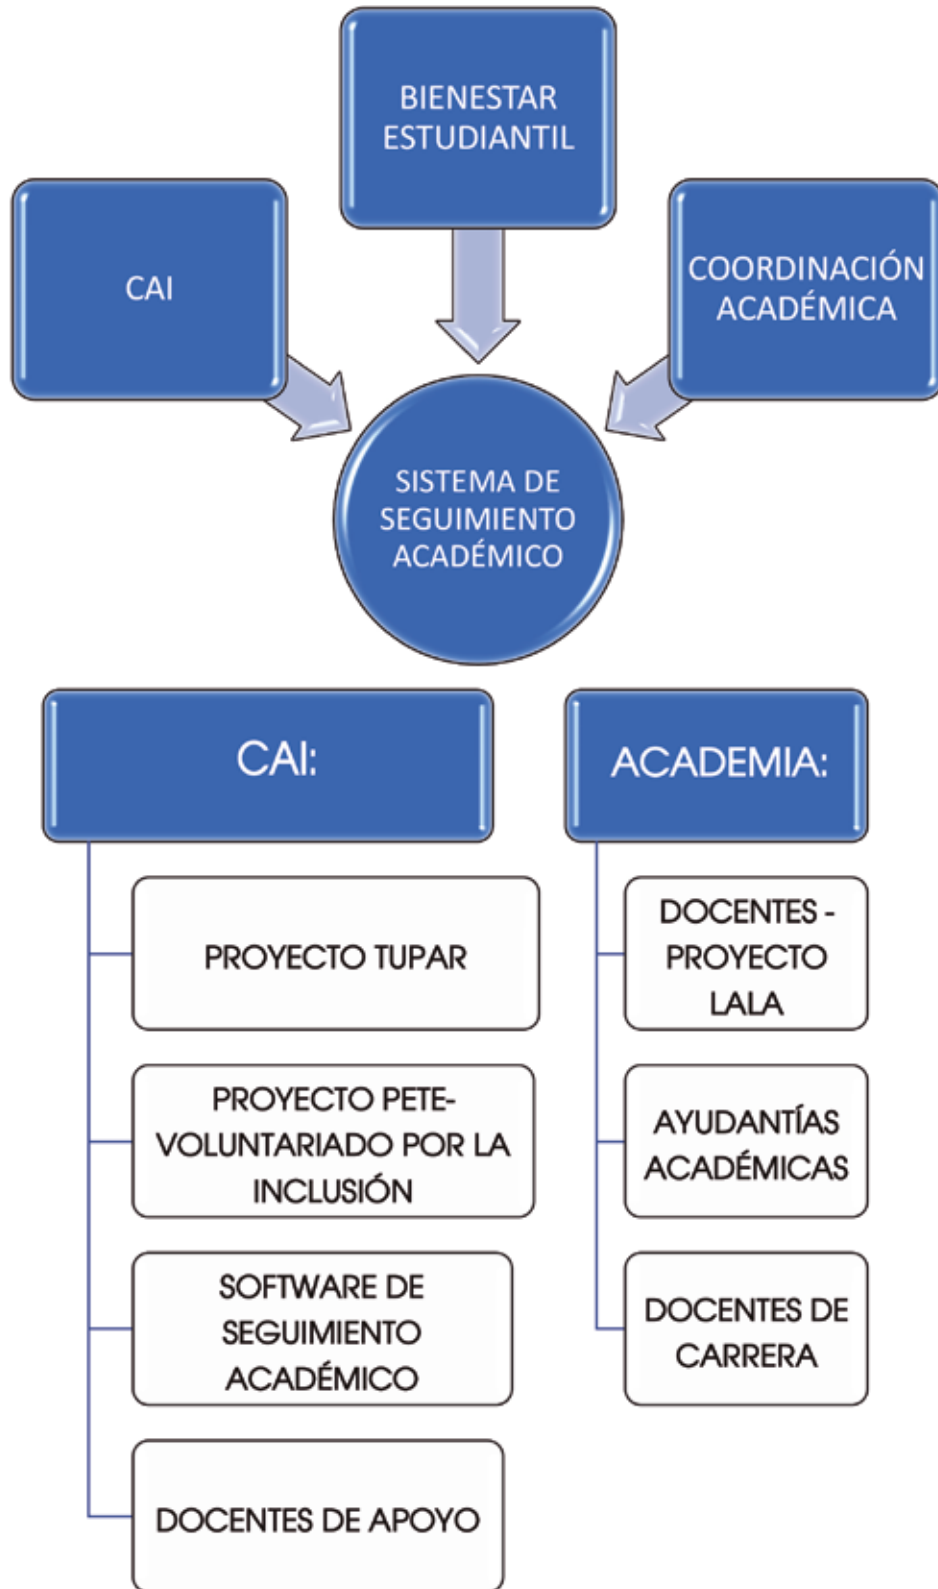 BIENESTAR
ESTUDIANTIL
CAI
COORDINACIÓN
ACADÉMICA
SISTEMA DE
SEGUIMIENTO
ACADÉMICO
CAI:
PROYECTO TUPAR
PROYECTO PETE-
VOLUNTARIADO POR LA
INCLUSIÓN
SOFTWARE DE
SEGUIMIENTO
ACADÉMICO
DOCENTES DE APOYO
ACADEMIA:
DOCENTES -
PROYECTO
LALA
AYUDANTÍAS
ACADÉMICAS
DOCENTES DE
CARRERA